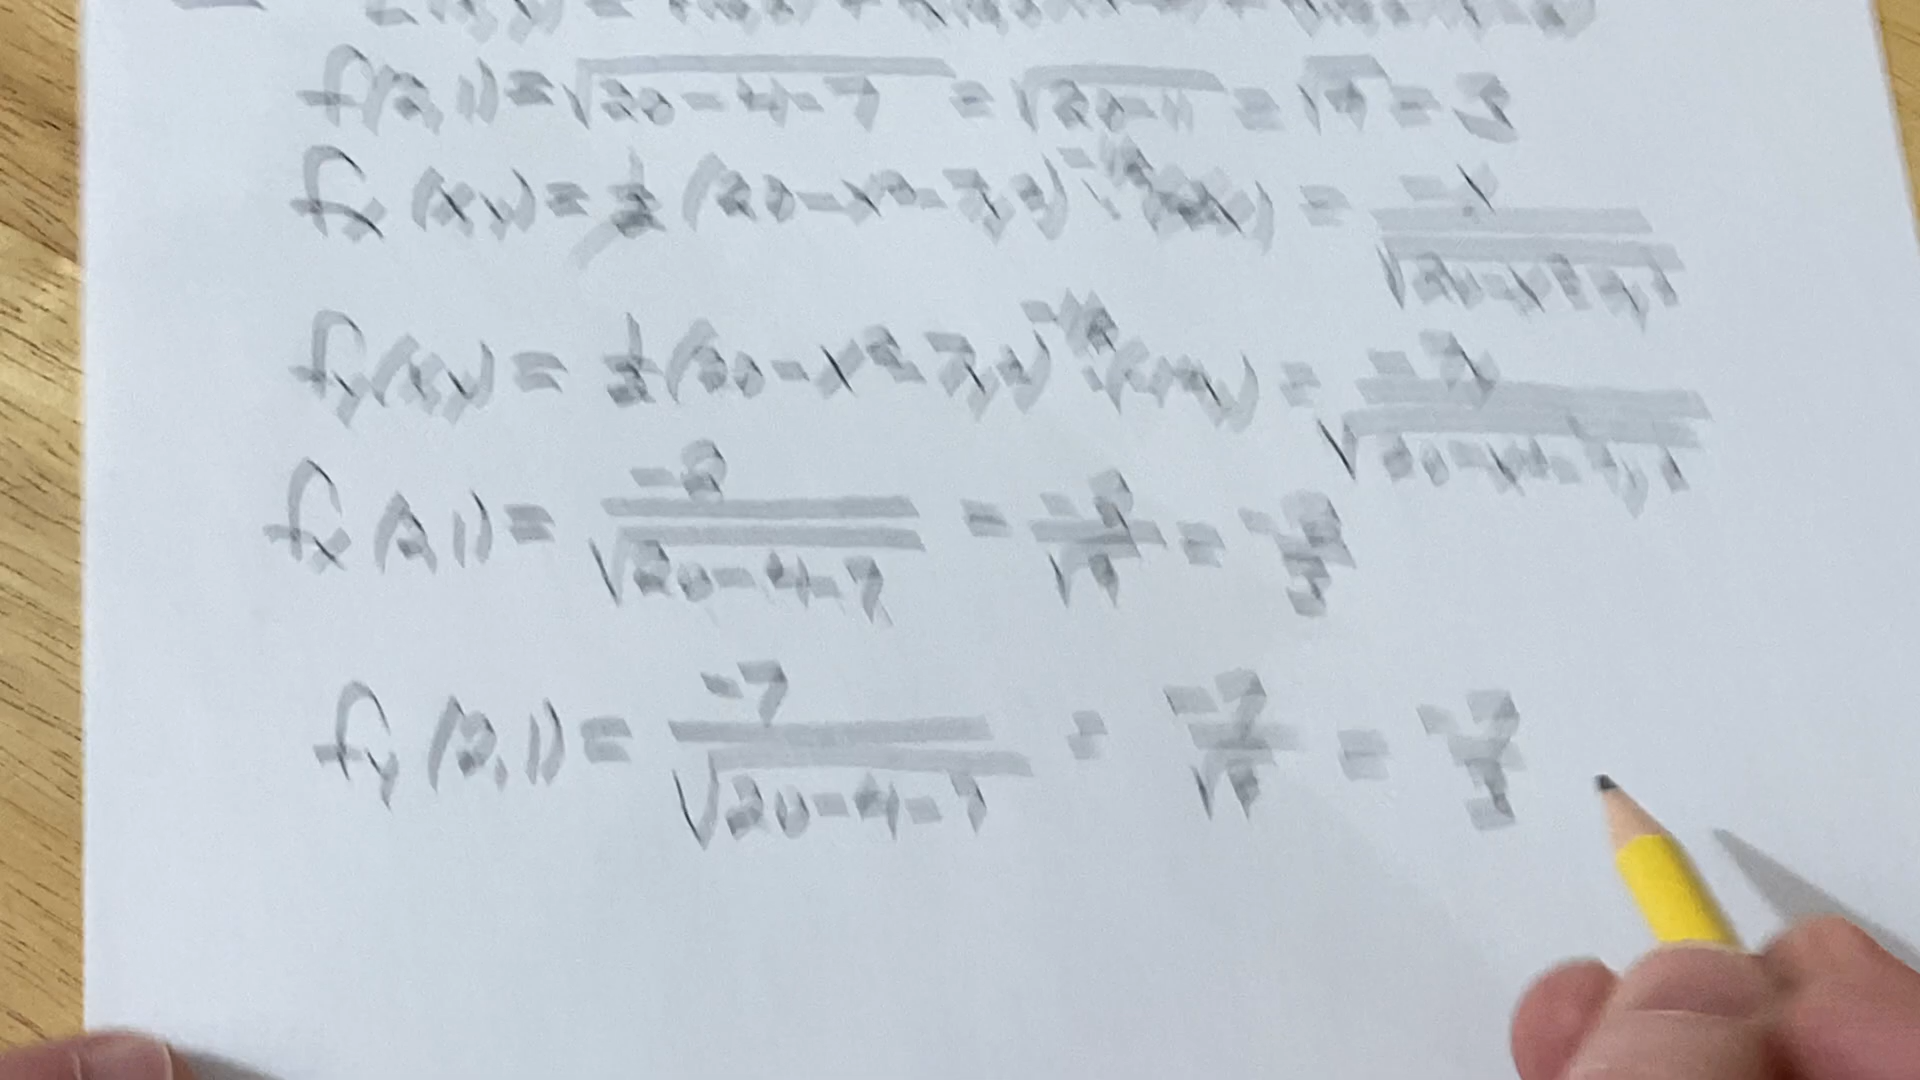 L(x,y) =
f(2,1) = √(20-4-7) = √(20-11) = √9 = 3
fx (x,y) = 1/2 (20-x²-7y²)^(-1/2) · (-2x) = -x/√(20-x²-7y²)
fy (x,y) = 1/2 (20-x²-7y²)^(-1/2) · (-14y) = -7y/√(20-x²-7y²)
fx (2,1) = -2/√(20-4-7) = -2/√9 = -2/3
fy (2,1) = -7/√(20-4-7) = -7/√9 = -7/3